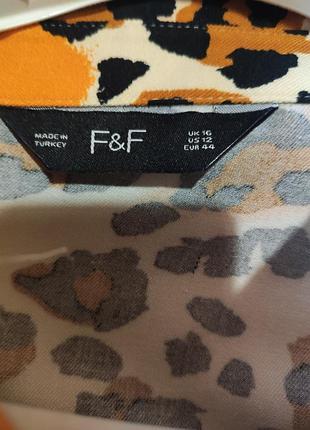 MADE IN
TURKEY
F&F
UK 16
US 12
EUR 44